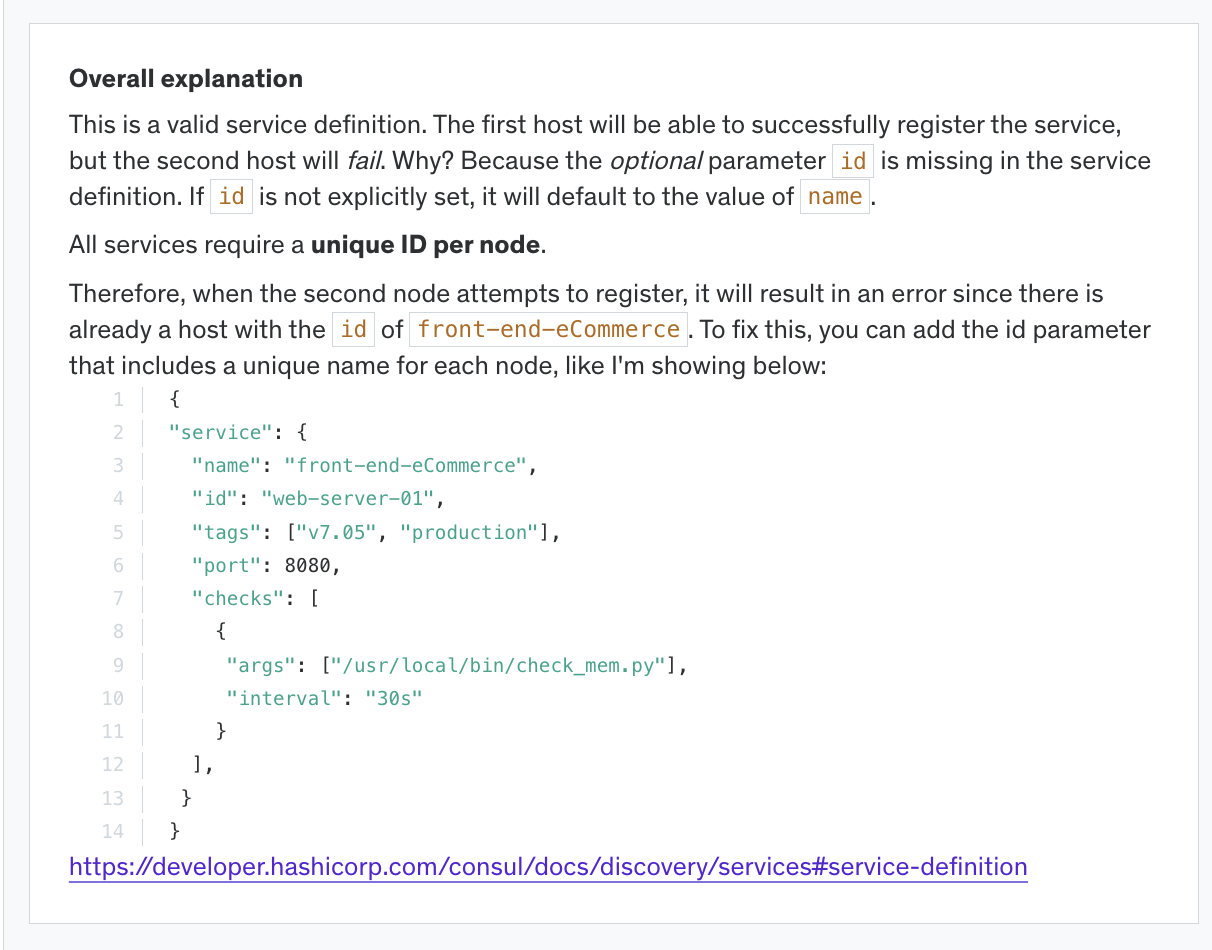 Overall explanation
This is a valid service definition. The first host will be able to successfully register the service,
but the second host will fail. Why? Because the optional parameter id is missing in the service
definition. If id is not explicitly set, it will default to the value of name.
All services require a unique ID per node.
Therefore, when the second node attempts to register, it will result in an error since there is
already a host with the id of front-end-eCommerce. To fix this, you can add the id parameter
that includes a unique name for each node, like I'm showing below:
1 {
2 "service": {
3 "name": "front-end-eCommerce",
4 "id": "web-server-01",
5 "tags": ["v7.05", "production"],
6 "port": 8080,
7 "checks": [
8 {
9 "args": ["/usr/local/bin/check_mem.py"],
10 "interval": "30s"
11 }
12 ],
13 }
14 }
https://developer.hashicorp.com/consul/docs/discovery/services#service-definition